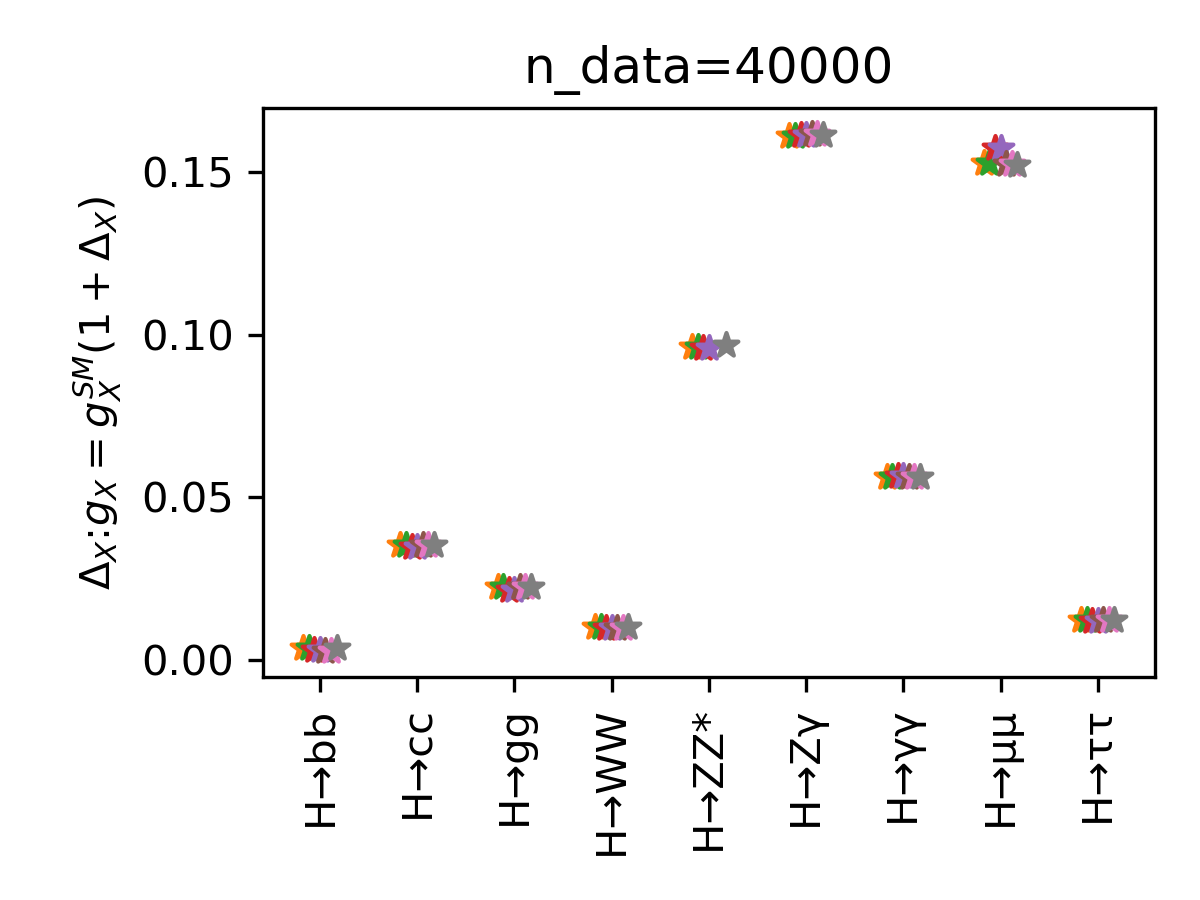 n_data=40000
Δ_X:g_X = g_X^{SM}(1 + Δ_X)
0.15
0.10
0.05
0.00
H→bb
H→cc
H→gg
H→WW
H→ZZ*
H→Zγ
H→γγ
H→μμ
H→ιι